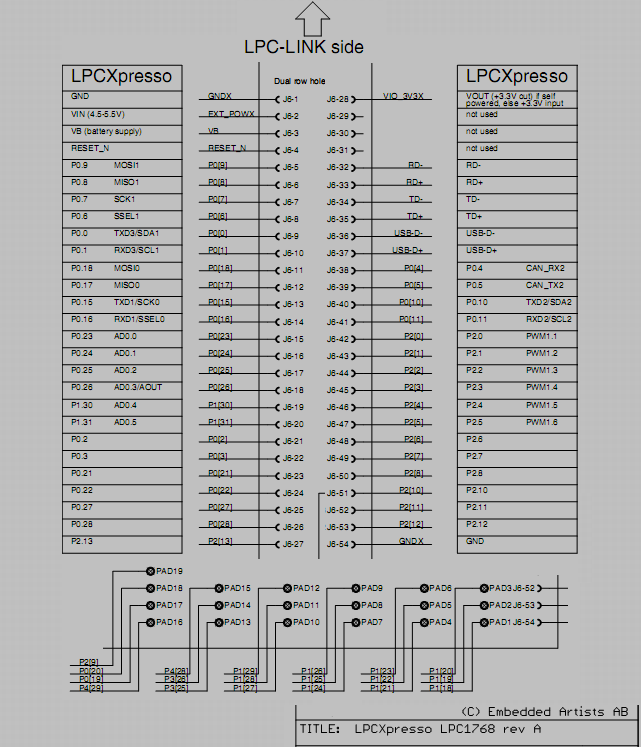 LPC-LINK side
LPCXpresso Dual row hole LPCXpresso
GND GNDX J6-1 J6-28 VIO_3V3X VOUT (+3.3V out) if self powered, else +3.3V input
VIN (4.5-5.5V) EXT_POWX J6-2 J6-29 not used
VB (battery supply) VB J6-3 J6-30 not used
RESET_N RESET_N J6-4 J6-31 not used
P0.9 MOSI1 P0[9] J6-5 J6-32 RD- RD-
P0.8 MISO1 P0[8] J6-6 J6-33 RD+ RD+
P0.7 SCK1 P0[7] J6-7 J6-34 TD- TD-
P0.6 SSEL1 P0[6] J6-8 J6-35 TD+ TD+
P0.0 TXD3/SDA1 P0[0] J6-9 J6-36 USB-D- USB-D-
P0.1 RXD3/SCL1 P0[1] J6-10 J6-37 USB-D+ USB-D+
P0.18 MOSI0 P0[18] J6-11 J6-38 P0[4] P0.4 CAN_RX2
P0.17 MISO0 P0[17] J6-12 J6-39 P0[5] P0.5 CAN_TX2
P0.15 TXD1/SCK0 P0[15] J6-13 J6-40 P0[10] P0.10 TXD2/SDA2
P0.16 RXD1/SSEL0 P0[16] J6-14 J6-41 P0[11] P0.11 RXD2/SCL2
P0.23 AD0.0 P0[23] J6-15 J6-42 P2[0] P2.0 PWM1.1
P0.24 AD0.1 P0[24] J6-16 J6-43 P2[1] P2.1 PWM1.2
P0.25 AD0.2 P0[25] J6-17 J6-44 P2[2] P2.2 PWM1.3
P0.26 AD0.3/AOUT P0[26] J6-18 J6-45 P2[3] P2.3 PWM1.4
P1.30 AD0.4 P1[30] J6-19 J6-46 P2[4] P2.4 PWM1.5
P1.31 AD0.5 P1[31] J6-20 J6-47 P2[5] P2.5 PWM1.6
P0.2 P0[2] J6-21 J6-48 P2[6] P2.6
P0.3 P0[3] J6-22 J6-49 P2[7] P2.7
P0.21 P0[21] J6-23 J6-50 P2[8] P2.8
P0.22 P0[22] J6-24 J6-51 P2[10] P2.10
P0.27 P0[27] J6-25 J6-52 P2[11] P2.11
P0.28 P0[28] J6-26 J6-53 P2[12] P2.12
P2.13 P2[13] J6-27 J6-54 GNDX GND
PAD19
PAD18 PAD15 PAD12 PAD9 PAD6 PAD3 J6-52
PAD17 PAD14 PAD11 PAD8 PAD5 PAD2 J6-53
PAD16 PAD13 PAD10 PAD7 PAD4 PAD1 J6-54
P2[9]
P0[20] P4[28] P1[29] P1[26] P1[23] P1[20]
P0[19] P3[26] P1[28] P1[25] P1[22] P1[19]
P4[29] P3[25] P1[27] P1[24] P1[21] P1[18]
(C) Embedded Artists AB
TITLE: LPCXpresso LPC1768 rev A